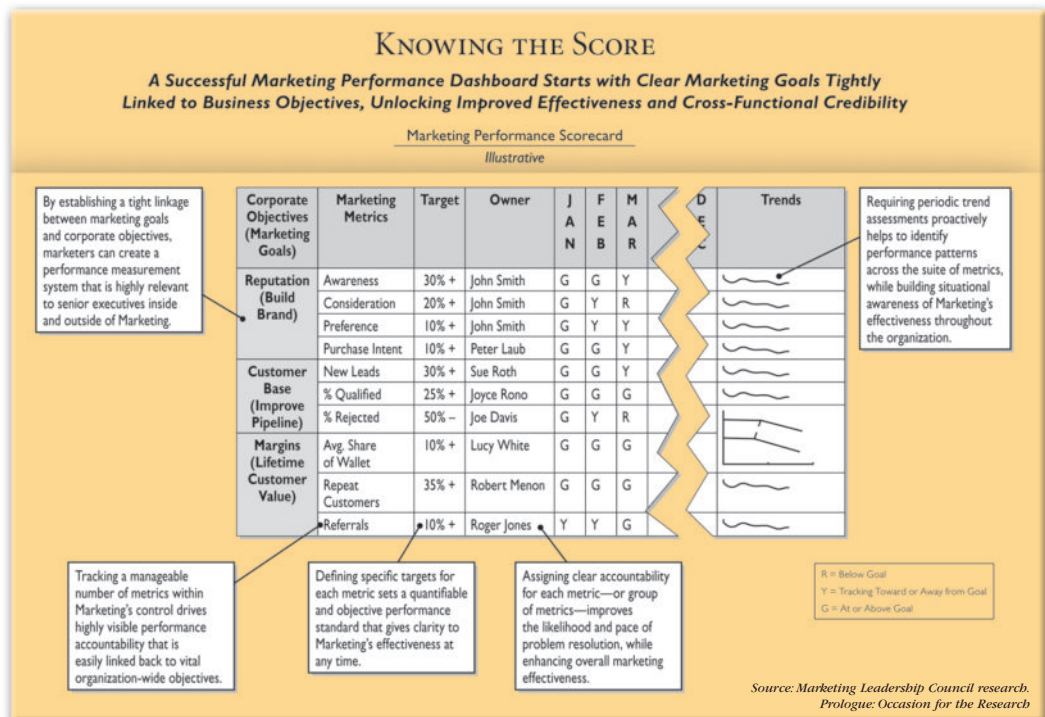 KNOWING THE SCORE
A Successful Marketing Performance Dashboard Starts with Clear Marketing Goals Tightly
Linked to Business Objectives, Unlocking Improved Effectiveness and Cross-Functional Credibility
Marketing Performance Scorecard
Illustrative
By establishing a tight linkage
between marketing goals
and corporate objectives,
marketers can create a
performance measurement
system that is highly relevant
to senior executives inside
and outside of Marketing.
Corporate
Objectives
(Marketing
Goals)
Marketing
Metrics
Target
Owner
JAN
FEB
MAR
DEC
Trends
Reputation
(Build
Brand)
Awareness 30% + John Smith G G Y
Consideration 20% + John Smith G Y R
Preference 10% + John Smith G Y Y
Purchase Intent 10% + Peter Laub G G Y
Customer
Base
(Improve
Pipeline)
New Leads 30% + Sue Roth G G Y
% Qualified 25% + Joyce Rono G G G
% Rejected 50% – Joe Davis G Y R
Margins
(Lifetime
Customer
Value)
Avg. Share 10% + Lucy White G G G
of Wallet
Repeat 35% + Robert Menon G G G
Customers
Referrals 10% + Roger Jones Y Y G
Requiring periodic trend
assessments proactively
helps to identify
performance patterns
across the suite of metrics,
while building situational
awareness of Marketing's
effectiveness throughout
the organization.
Tracking a manageable
number of metrics within
Marketing's control drives
highly visible performance
accountability that is
easily linked back to vital
organization-wide objectives.
Defining specific targets for
each metric sets a quantifiable
and objective performance
standard that gives clarity to
Marketing's effectiveness at
any time.
Assigning clear accountability
for each metric—or group
of metrics—improves
the likelihood and pace of
problem resolution, while
enhancing overall marketing
effectiveness.
R = Below Goal
Y = Tracking Toward or Away from Goal
G = At or Above Goal
Source: Marketing Leadership Council research.
Prologue: Occasion for the Research